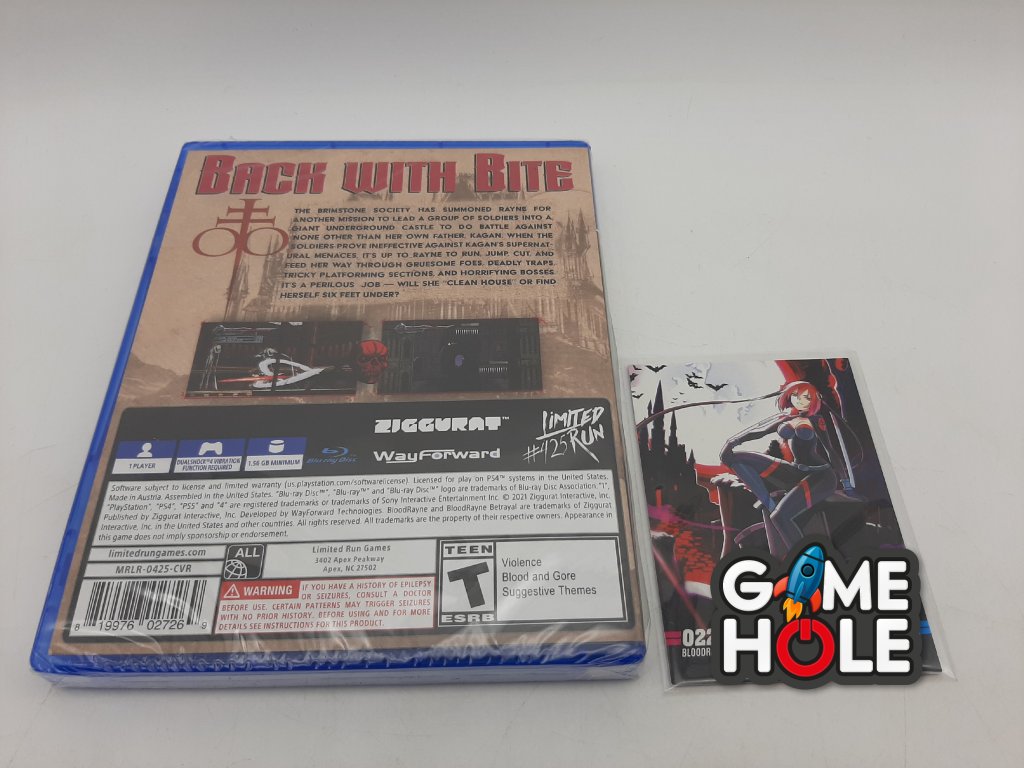 BACK WITH BITE
THE BRIMSTONE SOCIETY HAS SUMMONED RAYNE FOR
ANOTHER MISSION TO LEAD A GROUP OF SOLDIERS INTO A
GIANT UNDERGROUND CASTLE TO DO BATTLE AGAINST
NONE OTHER THAN HER OWN FATHER, KAGAN. WHEN THE
SOLDIERS PROVE INEFFECTIVE AGAINST KAGAN'S SUPERNAT-
URAL MENACES, IT'S UP TO RAYNE TO RUN, JUMP, CUT, AND
FEED HER WAY THROUGH GRUESOME FOES, DEADLY TRAPS,
TRICKY PLATFORMING SECTIONS, AND HORRIFYING BOSSES.
IT'S A PERILOUS JOB — WILL SHE "CLEAN HOUSE" OR FIND
HERSELF SIX FEET UNDER?
ZIGGURAT™
LIMITED
RUN
#425
1 PLAYER
DUALSHOCK®4 VIBRATION
FUNCTION REQUIRED
1.56 GB MINIMUM
Blu-ray Disc™
WayForward
Software subject to license and limited warranty (us.playstation.com/softwarelicense). Licensed for play on PS4™ systems in the United States.
Made in Austria. Assembled in the United States. "Blu-ray Disc™", "Blu-ray™" and "Blu-ray Disc™" logo are trademarks of Blu-ray Disc Association."1",
"PlayStation", "PS4", "PS5" and "4" are registered trademarks or trademarks of Sony Interactive Entertainment Inc. © 2021 Ziggurat Interactive, Inc.
Published by Ziggurat Interactive, Inc. Developed by WayForward Technologies. BloodRayne and BloodRayne Betrayal are trademarks of Ziggurat
Interactive, Inc. in the United States and other countries. All rights reserved. All trademarks are the property of their respective owners. Appearance in
this game does not imply sponsorship or endorsement.
limitedrungames.com
MRLR-0425-CVR
ALL
Limited Run Games
3402 Apex Peakway
Apex, NC 27502
8 19976 02726 9
WARNING
IF YOU HAVE A HISTORY OF EPILEPSY
OR SEIZURES, CONSULT A DOCTOR
BEFORE USE. CERTAIN PATTERNS MAY TRIGGER SEIZURES
WITH NO PRIOR HISTORY. BEFORE USING AND FOR MORE
DETAILS SEE INSTRUCTIONS FOR THIS PRODUCT.
TEEN
T
ESRB
Violence
Blood and Gore
Suggestive Themes
GAME
HOLE